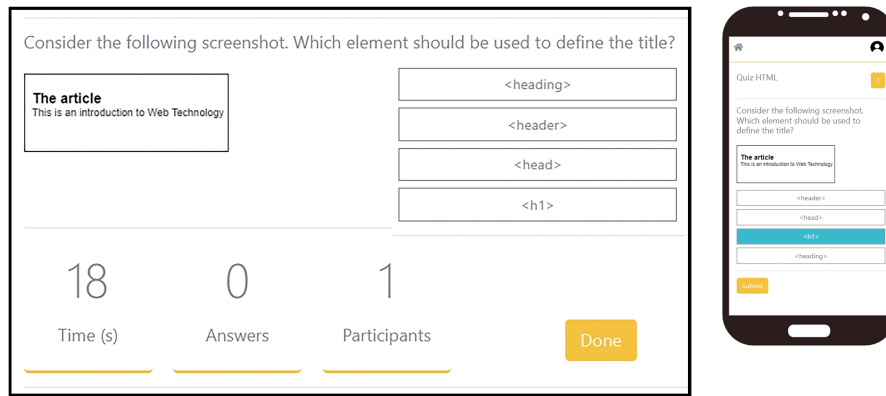 Consider the following screenshot. Which element should be used to define the title?
The article
This is an introduction to Web Technology
<heading>
<header>
<head>
<h1>
18
0
1
Time (s)
Answers
Participants
Done
Quiz HTML
1
Consider the following screenshot.
Which element should be used to
define the title?
The article
This is an introduction to Web Technology
<header>
<head>
<h1>
<heading>
Submit